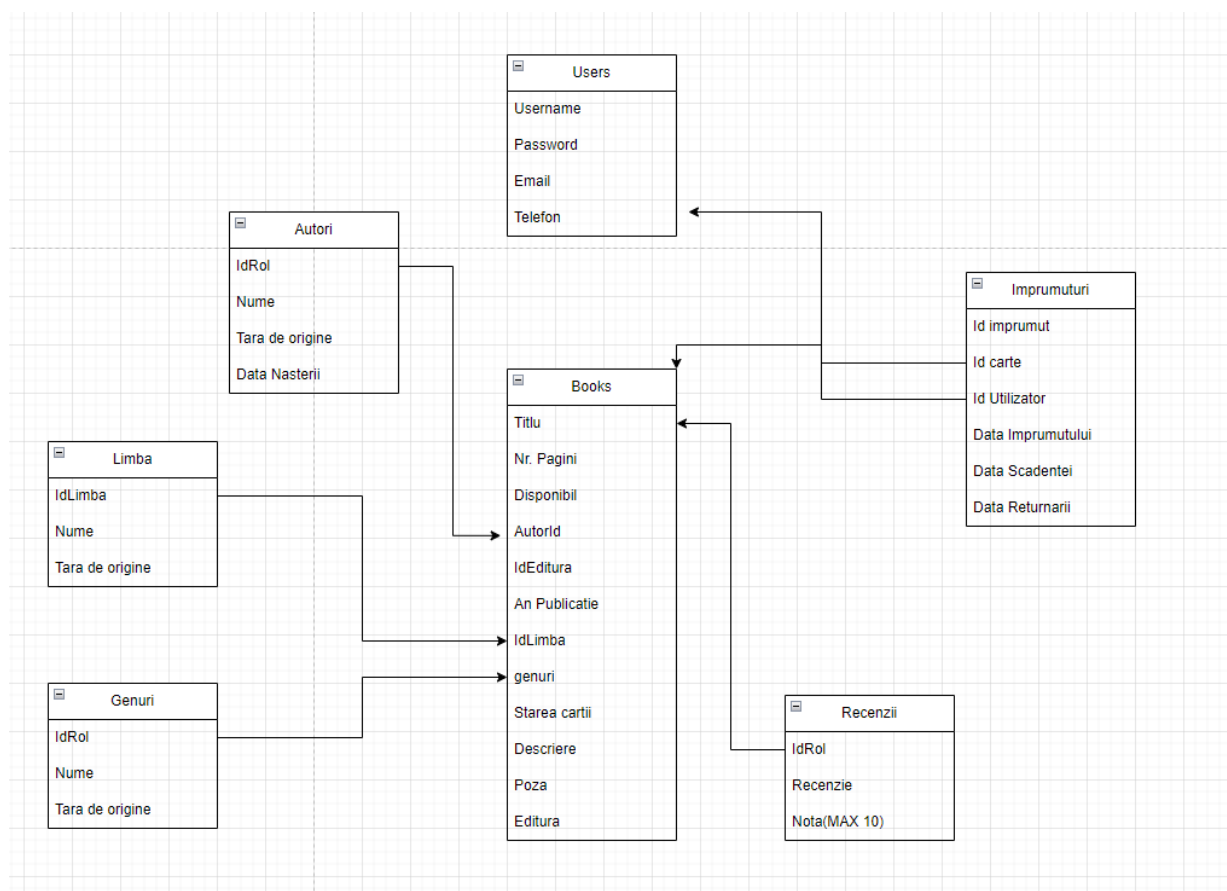 Users
Username
Password
Email
Telefon
Autori
IdRol
Nume
Tara de origine
Data Nasterii
Imprumuturi
Id imprumut
Id carte
Id Utilizator
Data Imprumutului
Data Scadentei
Data Returnarii
Books
Titlu
Nr. Pagini
Disponibil
AutorId
IdEditura
An Publicatie
IdLimba
genuri
Starea cartii
Descriere
Poza
Editura
Limba
IdLimba
Nume
Tara de origine
Genuri
IdRol
Nume
Tara de origine
Recenzii
IdRol
Recenzie
Nota(MAX 10)